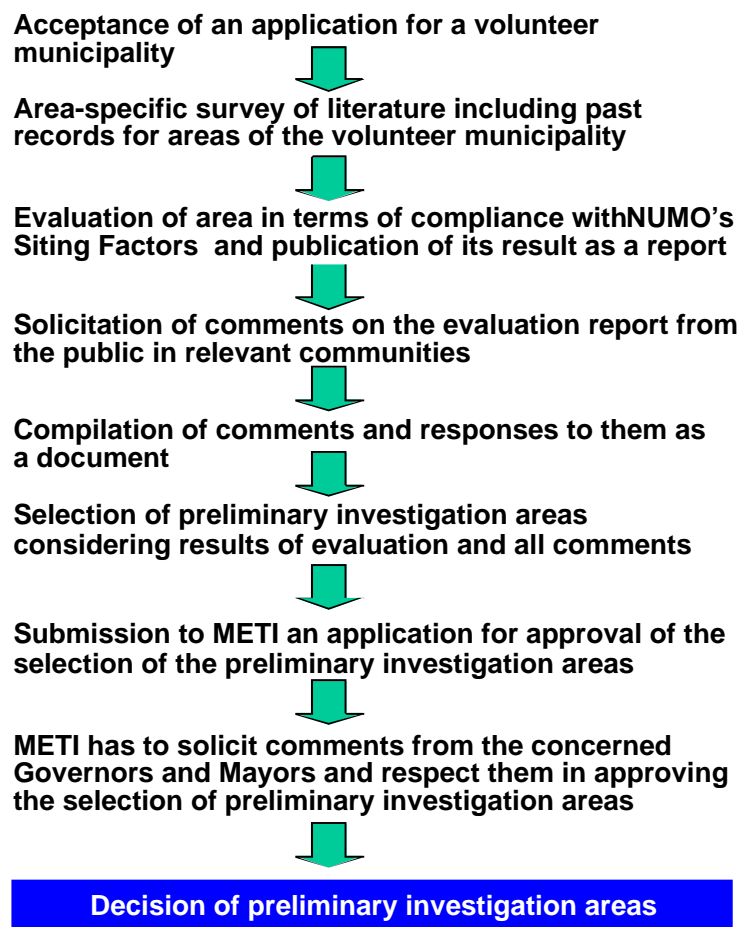 Acceptance of an application for a volunteer
municipality
Area-specific survey of literature including past
records for areas of the volunteer municipality
Evaluation of area in terms of compliance withNUMO's
Siting Factors  and publication of its result as a report
Solicitation of comments on the evaluation report from
the public in relevant communities
Compilation of comments and responses to them as
a document
Selection of preliminary investigation areas
considering results of evaluation and all comments
Submission to METI an application for approval of the
selection of the preliminary investigation areas
METI has to solicit comments from the concerned
Governors and Mayors and respect them in approving
the selection of preliminary investigation areas
Decision of preliminary investigation areas